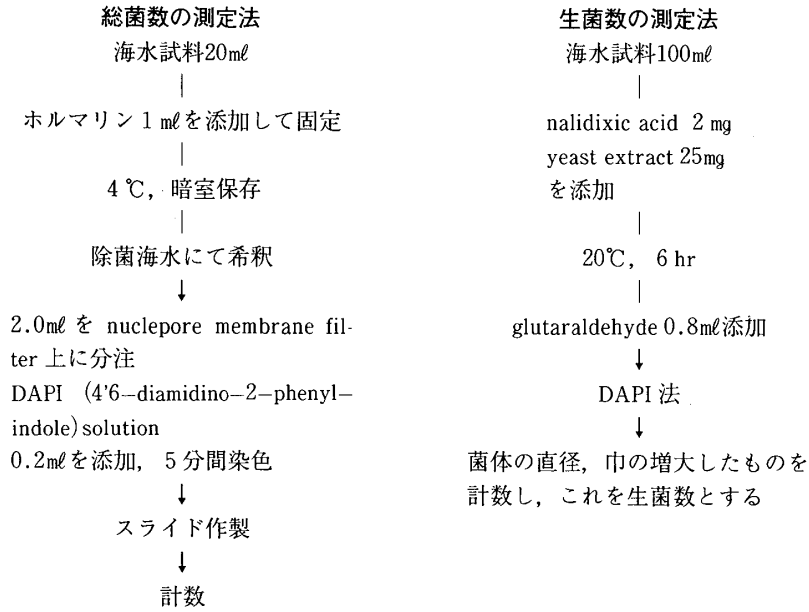 総菌数の測定法
海水試料20mℓ
ホルマリン1mℓを添加して固定
4℃, 暗室保存
除菌海水にて希釈
2.0mℓを nuclepore membrane fil-
ter 上に分注
DAPI (4'6-diamidino-2-phenyl-
indole) solution
0.2mℓを添加, 5分間染色
スライド作製
計数
生菌数の測定法
海水試料100mℓ
nalidixic acid 2mg
yeast extract 25mg
を添加
20℃, 6hr
glutaraldehyde 0.8mℓ添加
DAPI 法
菌体の直径, 巾の増大したものを
計数し, これを生菌数とする